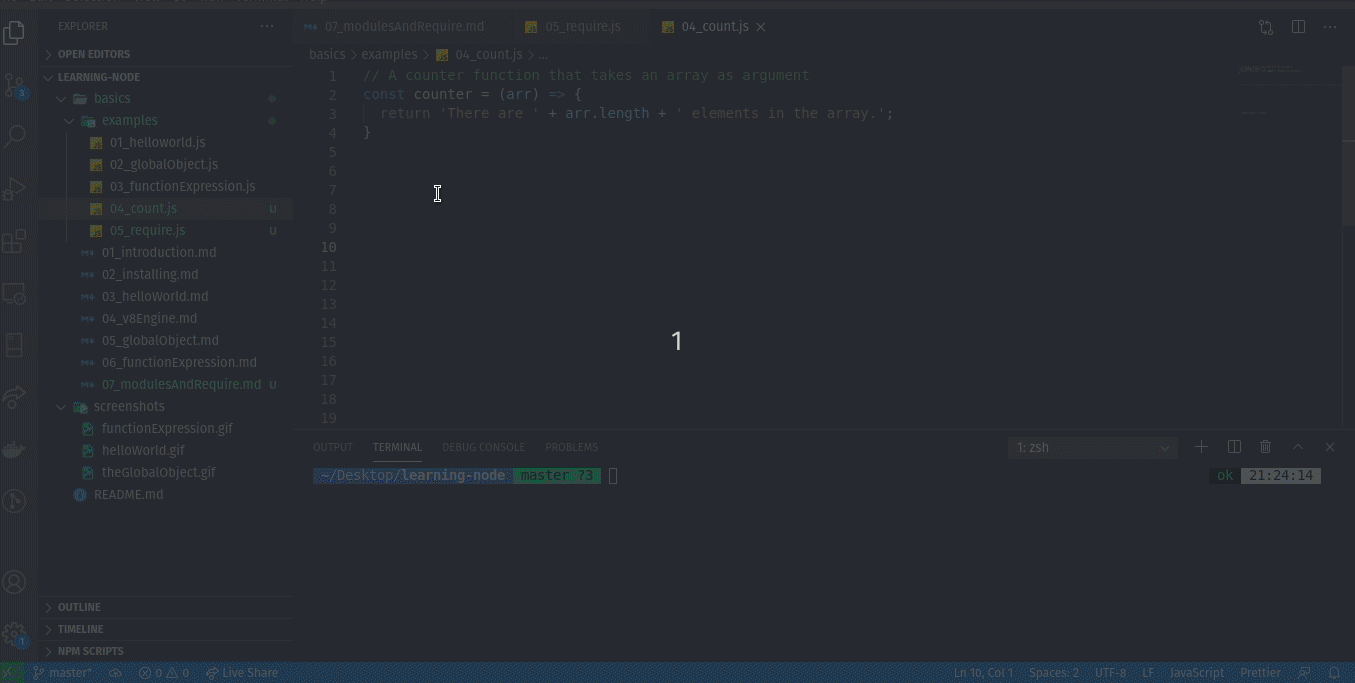 EXPLORER
07_modulesAndRequire.md
05_require.js
04_count.js
OPEN EDITORS
basics > examples > 04_count.js > ...
LEARNING-NODE
basics
examples
01_helloworld.js
02_globalObject.js
03_functionExpression.js
04_count.js U
05_require.js U
01_introduction.md
02_installing.md
03_helloWorld.md
04_v8Engine.md
05_globalObject.md
06_functionExpression.md
07_modulesAndRequire.md U
screenshots
functionExpression.gif
helloWorld.gif
theGlobalObject.gif
README.md
OUTLINE
TIMELINE
NPM SCRIPTS
3
1
1 // A counter function that takes an array as argument
2 const counter = (arr) => {
3 return 'There are ' + arr.length + ' elements in the array.';
4 }
5
6
7
8
9
10
11
12
13
14
15
16
17
18
19
1
OUTPUT TERMINAL DEBUG CONSOLE PROBLEMS 1: zsh
~/Desktop/learning-node master ?3 ok 21:24:14
master* 0 0 Live Share Ln 10, Col 1 Spaces: 2 UTF-8 LF JavaScript Prettier